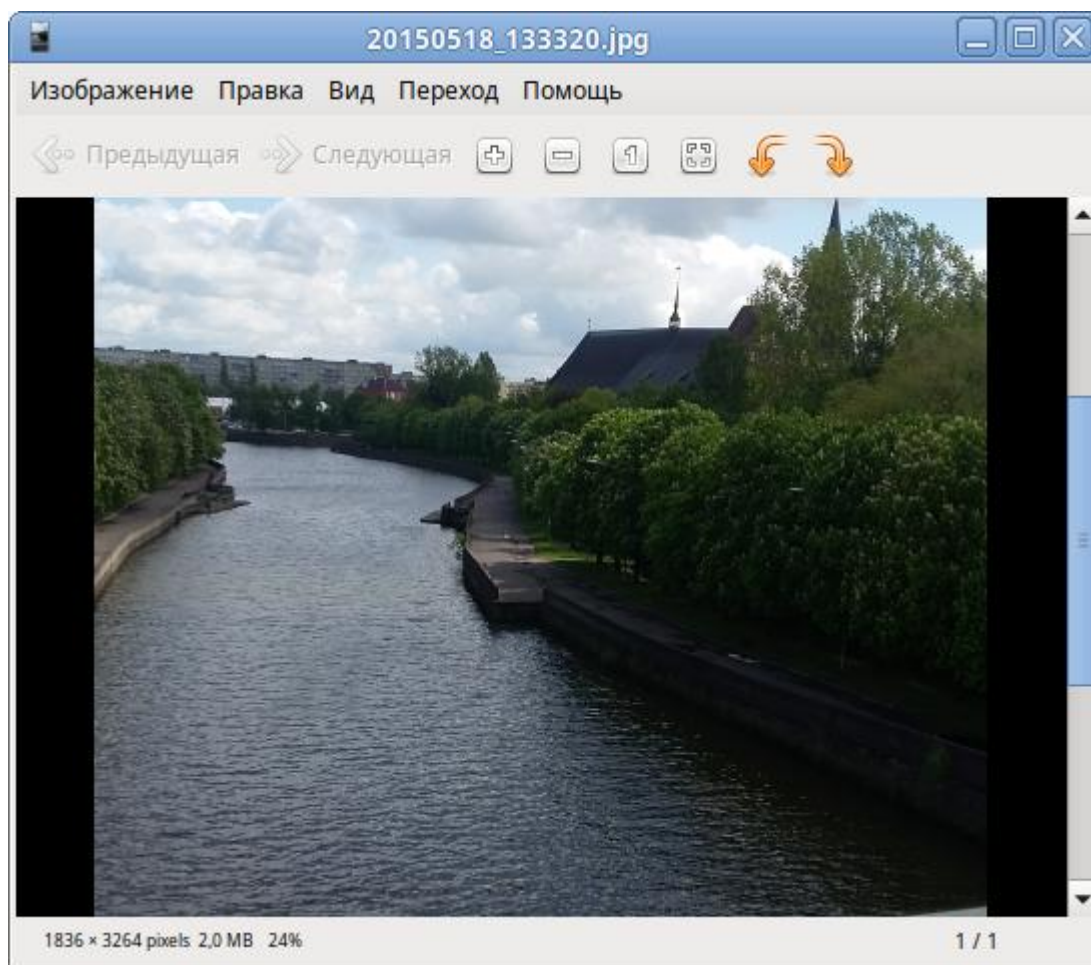 20150518_133320.jpg
Изображение Правка Вид Переход Помощь
Предыдущая Следующая
1836 × 3264 pixels 2,0 MB 24%
1 / 1